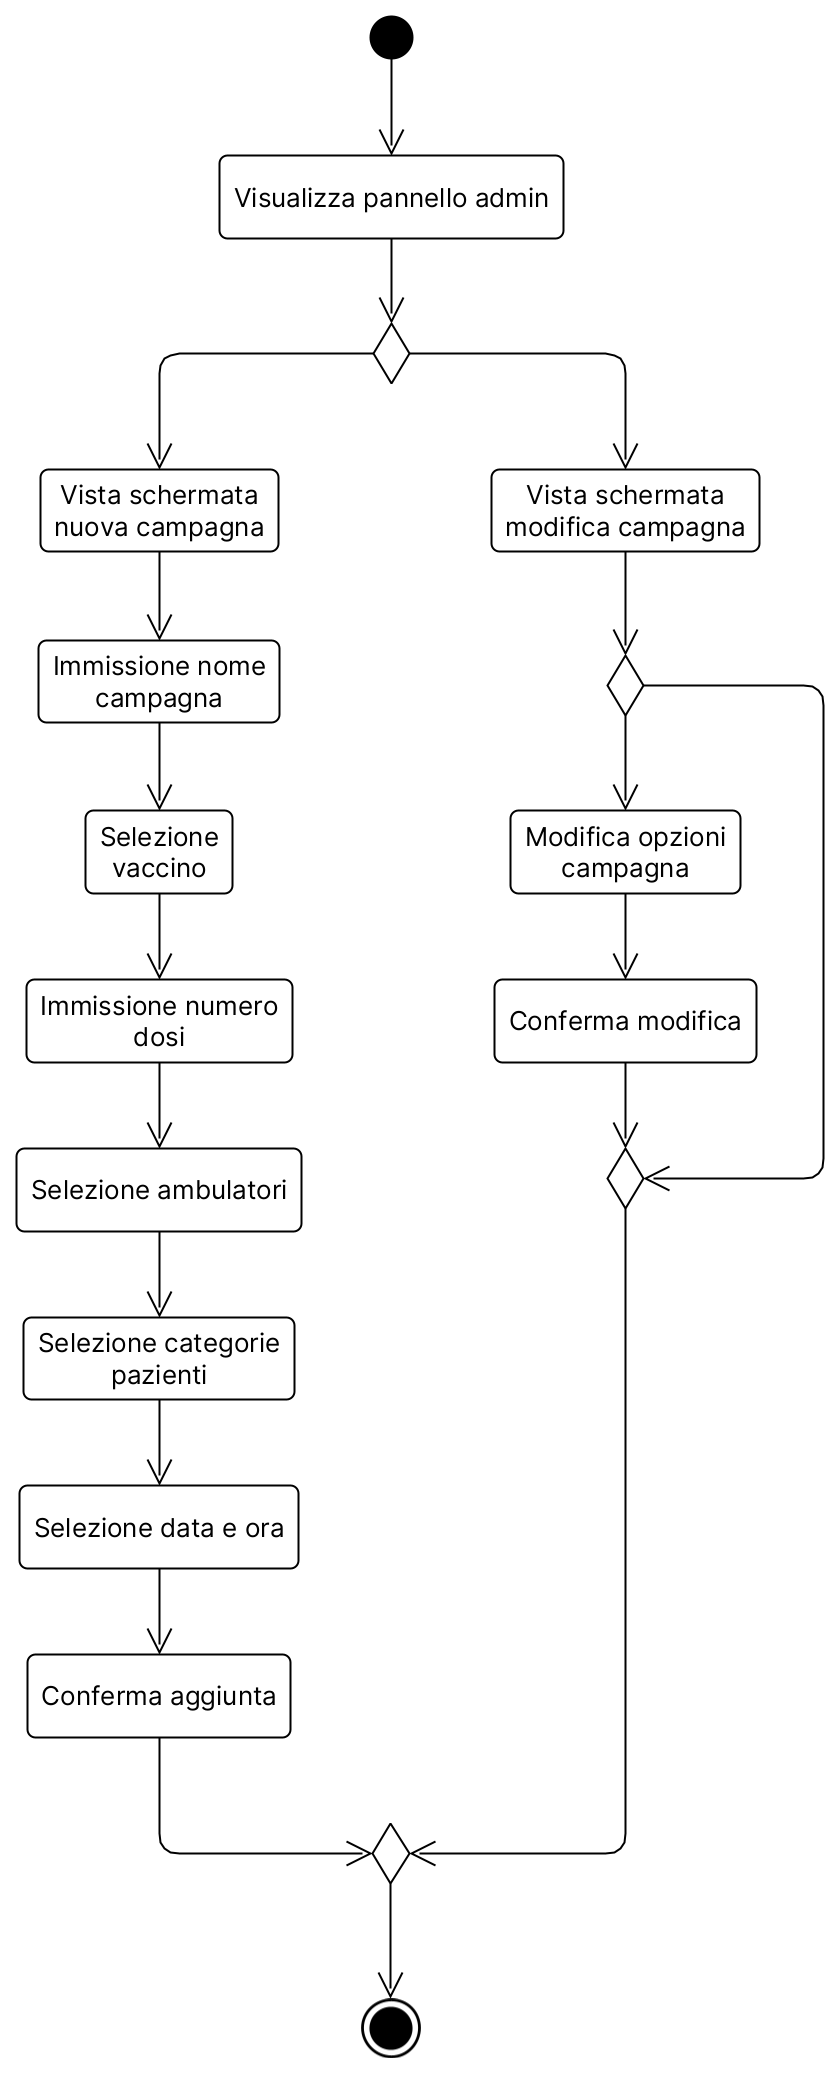 Visualizza pannello admin
Vista schermata
nuova campagna
Immissione nome
campagna
Selezione
vaccino
Immissione numero
dosi
Selezione ambulatori
Selezione categorie
pazienti
Selezione data e ora
Conferma aggiunta
Vista schermata
modifica campagna
Modifica opzioni
campagna
Conferma modifica